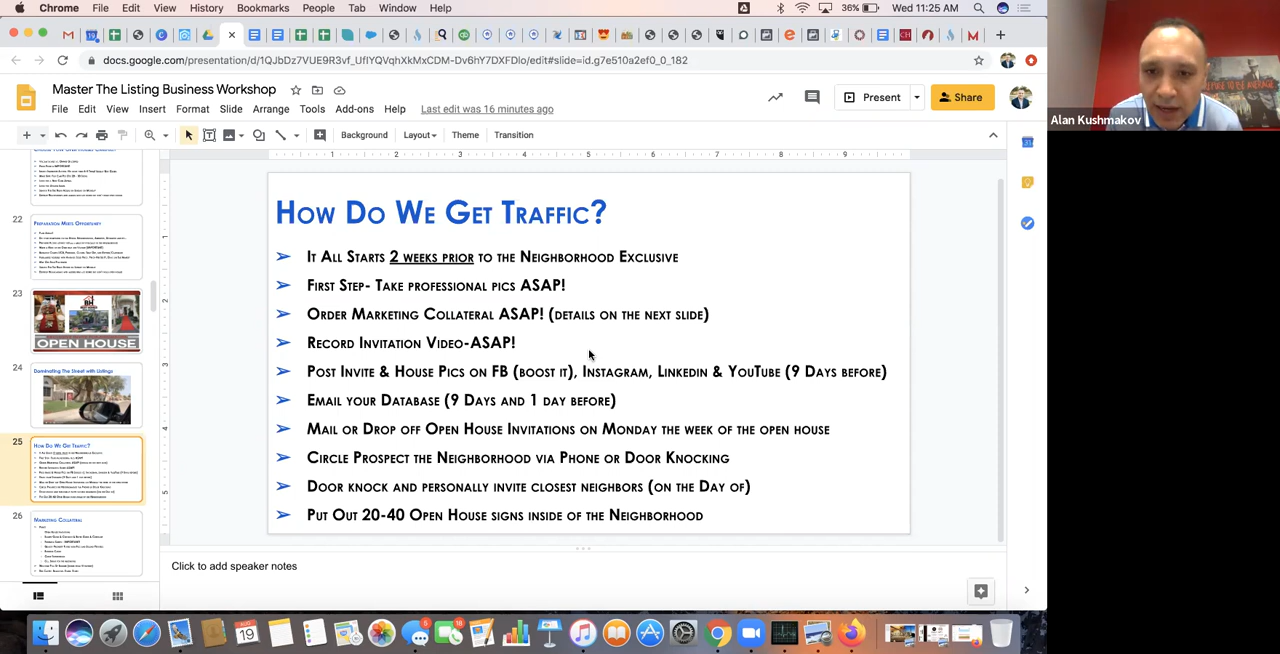 Chrome File Edit View History Bookmarks People Tab Window Help 36% Wed 11:25 AM
docs.google.com/presentation/d/1QJbDz7VUE9R3vf_UfIYQVqhXkMxCDM-Dv6hY7DXFDlo/edit#slide=id.g7e510a2ef0_0_182
Master The Listing Business Workshop
File Edit View Insert Format Slide Arrange Tools Add-ons Help Last edit was 16 minutes ago
Present Share
Background Layout Theme Transition
Alan Kushmakov
22
Preparation Meets Opportunity
23
OPEN HOUSE
24
Dominating The Street with Listings
25
How Do We Get Traffic?
26
Marketing Collateral
How Do We Get Traffic?
➢ It All Starts 2 weeks prior to the Neighborhood Exclusive
➢ First Step- Take professional pics ASAP!
➢ Order Marketing Collateral ASAP! (details on the next slide)
➢ Record Invitation Video-ASAP!
➢ Post Invite & House Pics on FB (boost it), Instagram, Linkedin & YouTube (9 Days before)
➢ Email your Database (9 Days and 1 day before)
➢ Mail or Drop off Open House Invitations on Monday the week of the open house
➢ Circle Prospect the Neighborhood via Phone or Door Knocking
➢ Door knock and personally invite closest neighbors (on the Day of)
➢ Put Out 20-40 Open House signs inside of the Neighborhood
Click to add speaker notes
AUG
19